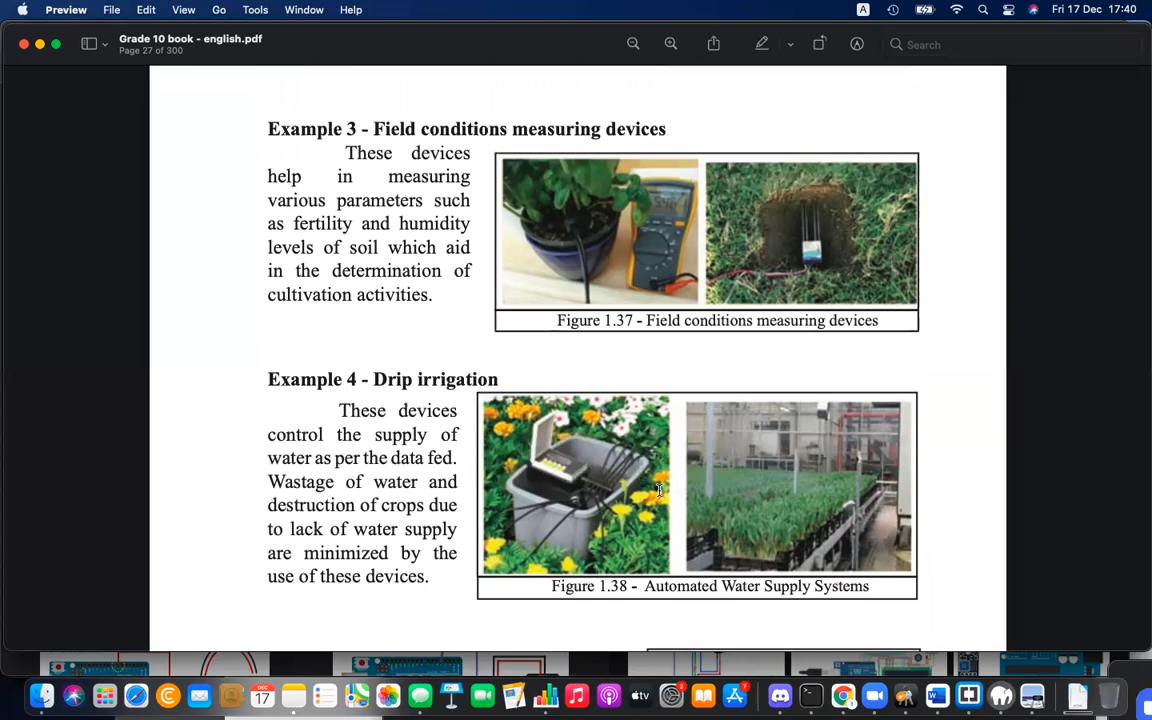 Preview File Edit View Go Tools Window Help A Fri 17 Dec 17:40
Grade 10 book - english.pdf
Page 27 of 300
Search
Example 3 - Field conditions measuring devices
These devices
help in measuring
various parameters such
as fertility and humidity
levels of soil which aid
in the determination of
cultivation activities.
Figure 1.37 - Field conditions measuring devices
Example 4 - Drip irrigation
These devices
control the supply of
water as per the data fed.
Wastage of water and
destruction of crops due
to lack of water supply
are minimized by the
use of these devices.
Figure 1.38 - Automated Water Supply Systems
DEC
17
tv
2
7
W